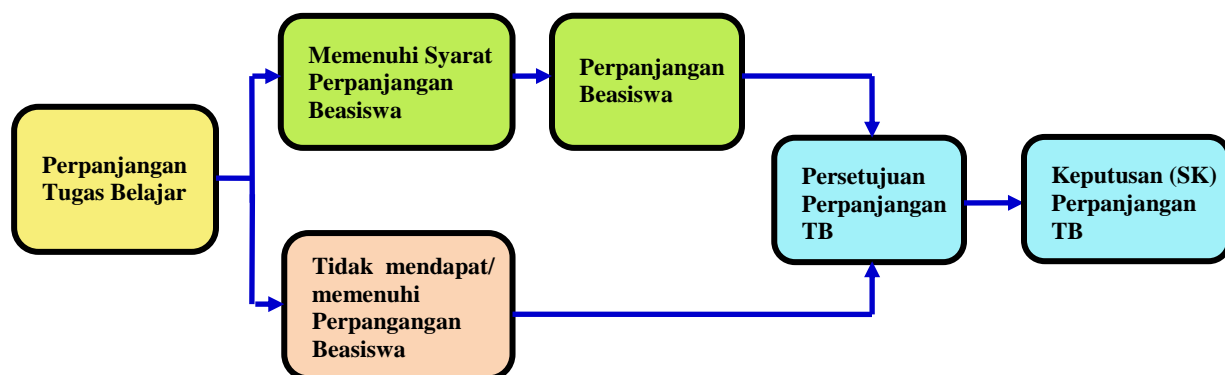 Perpanjangan
Tugas Belajar
Memenuhi Syarat
Perpanjangan
Beasiswa
Perpanjangan
Beasiswa
Tidak mendapat/
memenuhi
Perpangangan
Beasiswa
Persetujuan
Perpanjangan
TB
Keputusan (SK)
Perpanjangan
TB